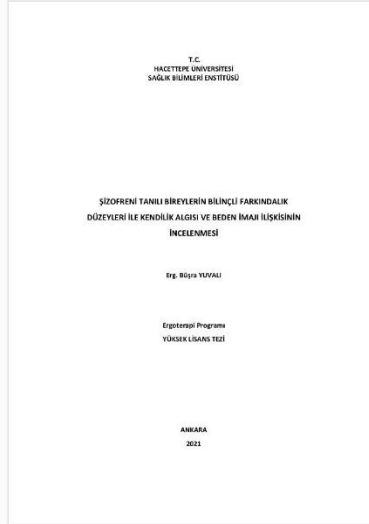 T.C.
HACETTEPE ÜNİVERSİTESİ
SAĞLIK BİLİMLERİ ENSTİTÜSÜ
ŞİZOFRENİ TANILI BİREYLERİN BİLİNÇLİ FARKINDALIK
DÜZEYLERİ İLE KENDİLİK ALGISI VE BEDEN İMAJI İLİŞKİSİNİN
İNCELENMESİ
Erg. Büşra YUVALI
Ergoterapi Programı
YÜKSEK LİSANS TEZİ
ANKARA
2021